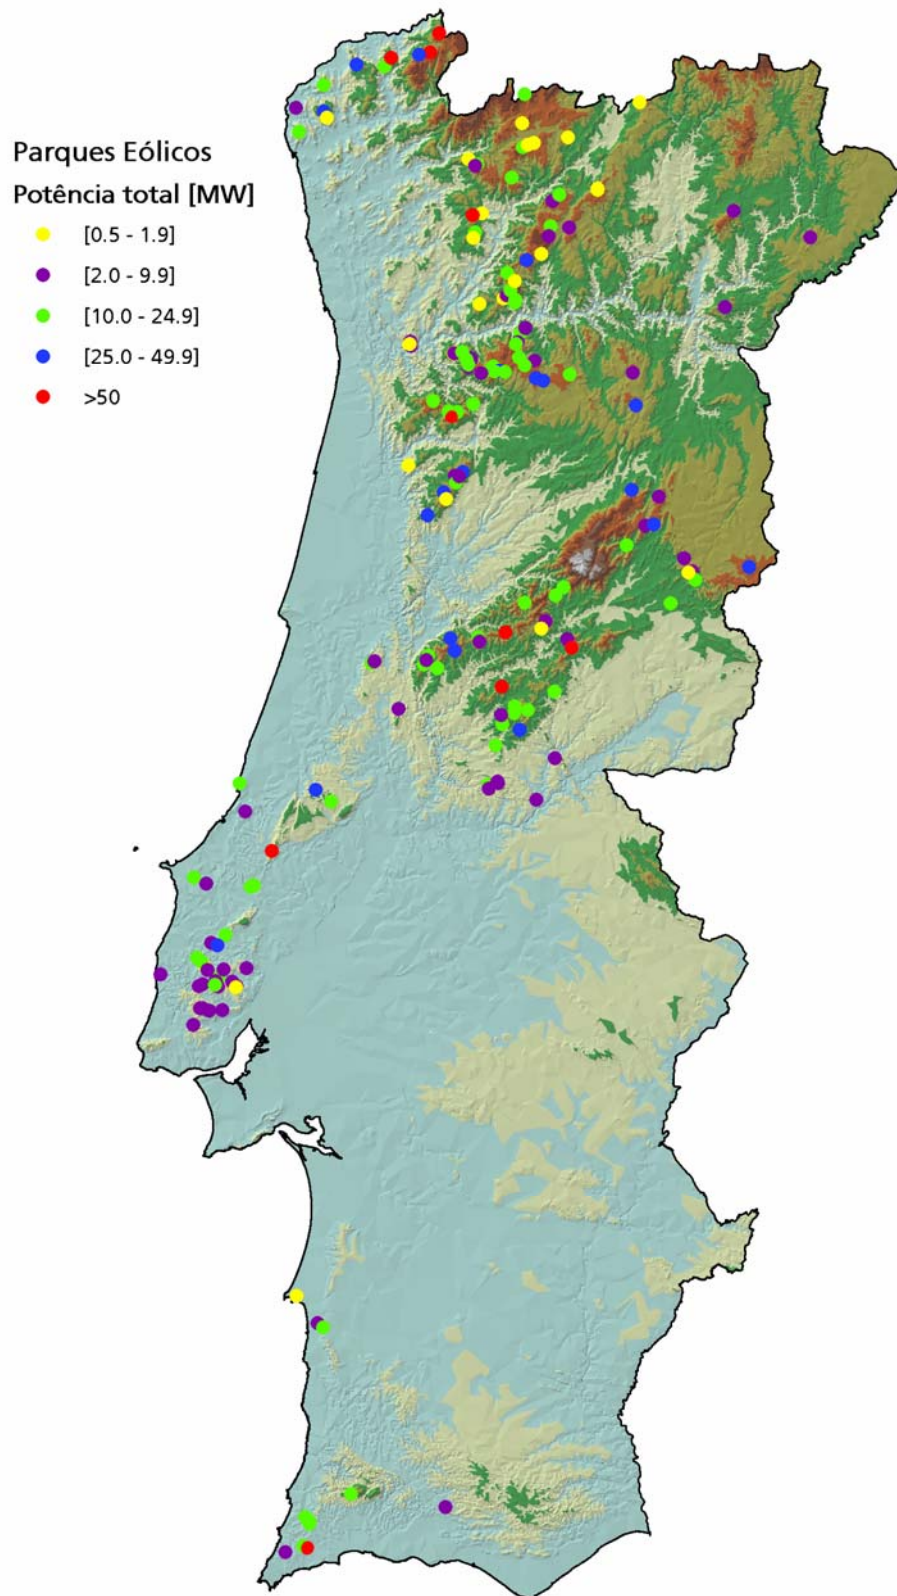 Parques Eólicos
Potência total [MW]
[0.5 - 1.9]
[2.0 - 9.9]
[10.0 - 24.9]
[25.0 - 49.9]
>50